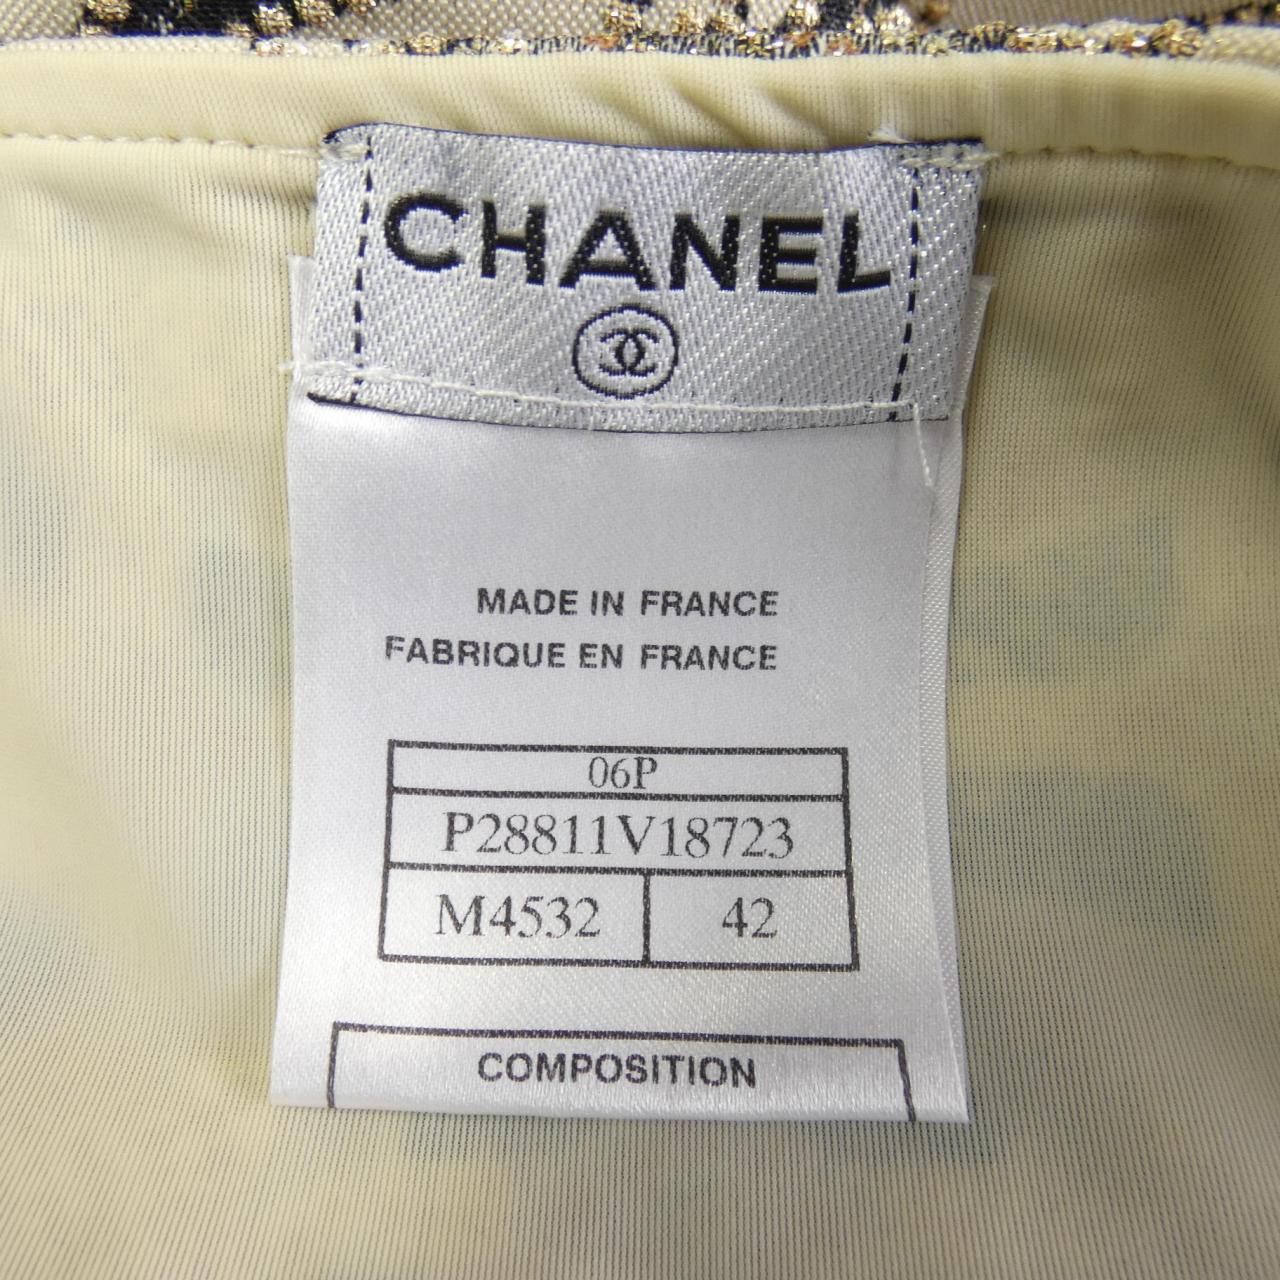 CHANEL
MADE IN FRANCE
FABRIQUE EN FRANCE
06P
P28811V18723
M4532 42
COMPOSITION